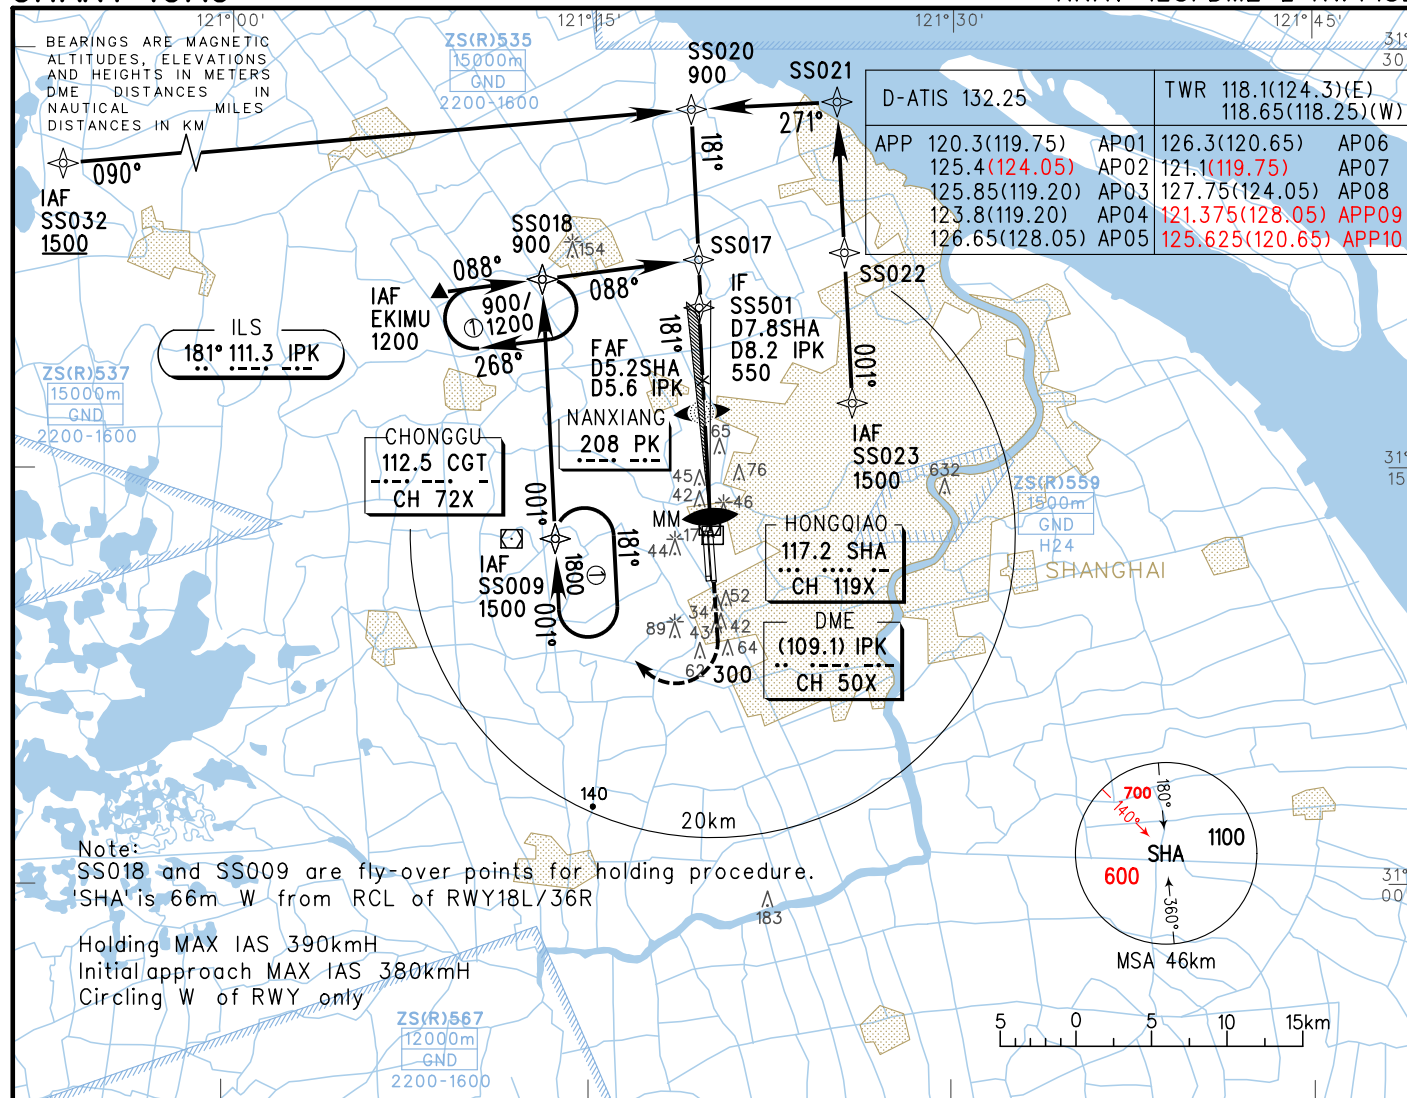 121°00'
121°15'
121°30'
121°45'
BEARINGS ARE MAGNETIC
ALTITUDES, ELEVATIONS
AND HEIGHTS IN METERS
DME DISTANCES IN
NAUTICAL MILES
DISTANCES IN KM
ZS(R)535
15000m
GND
2200-1600
SS020
900
SS021
31°
30
D-ATIS 132.25
TWR 118.1(124.3)(E)
118.65(118.25)(W)
APP 120.3(119.75) AP01 126.3(120.65) AP06
125.4(124.05) AP02 121.1(119.75) AP07
125.85(119.20) AP03 127.75(124.05) AP08
123.8(119.20) AP04 121.375(128.05) APP09
126.65(128.05) AP05 125.625(120.65) APP10
090°
271°
181°
IAF
SS032
1500
SS018
900
154
SS017
SS022
088°
088°
IAF
EKIMU
1200
900/
① 1200
268°
IF
SS501
D7.8SHA
D8.2 IPK
550
181°
ILS
181° 111.3 IPK
FAF
D5.2SHA
D5.6 IPK
001°
ZS(R)537
15000m
GND
2200-1600
NANXIANG
208 PK
IAF
SS023
1500
CHONGGU
112.5 CGT
CH 72X
65
76
45
42
46
632
31°
15
ZS(R)559
1500m
GND
H24
001°
MM
17
44
HONGQIAO
117.2 SHA
CH 119X
SHANGHAI
IAF
SS009
1500
1800
①
181°
001°
52
34
42
43
89
64
62
300
DME
(109.1) IPK
CH 50X
140
20km
700
140°
180°
SHA
1100
600
360°
MSA 46km
31°
00
Note:
SS018 and SS009 are fly-over points for holding procedure.
SHA is 66m W from RCL of RWY18L/36R
183
Holding MAX IAS 390kmH
Initial approach MAX IAS 380kmH
Circling W of RWY only
ZS(R)567
12000m
GND
2200-1600
5 0 5 10 15km